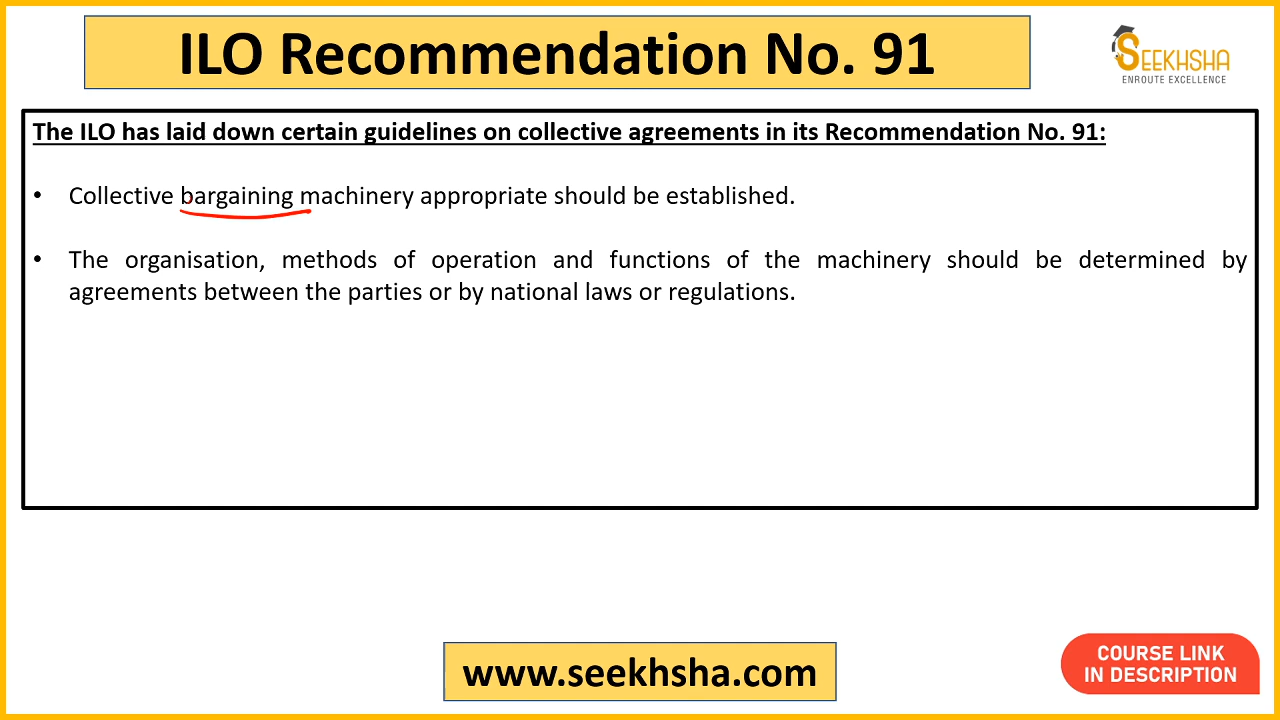 ILO Recommendation No. 91
SEEKHSHA
ENROUTE EXCELLENCE
The ILO has laid down certain guidelines on collective agreements in its Recommendation No. 91:
• Collective bargaining machinery appropriate should be established.
• The organisation, methods of operation and functions of the machinery should be determined by
agreements between the parties or by national laws or regulations.
www.seekhsha.com
COURSE LINK
IN DESCRIPTION